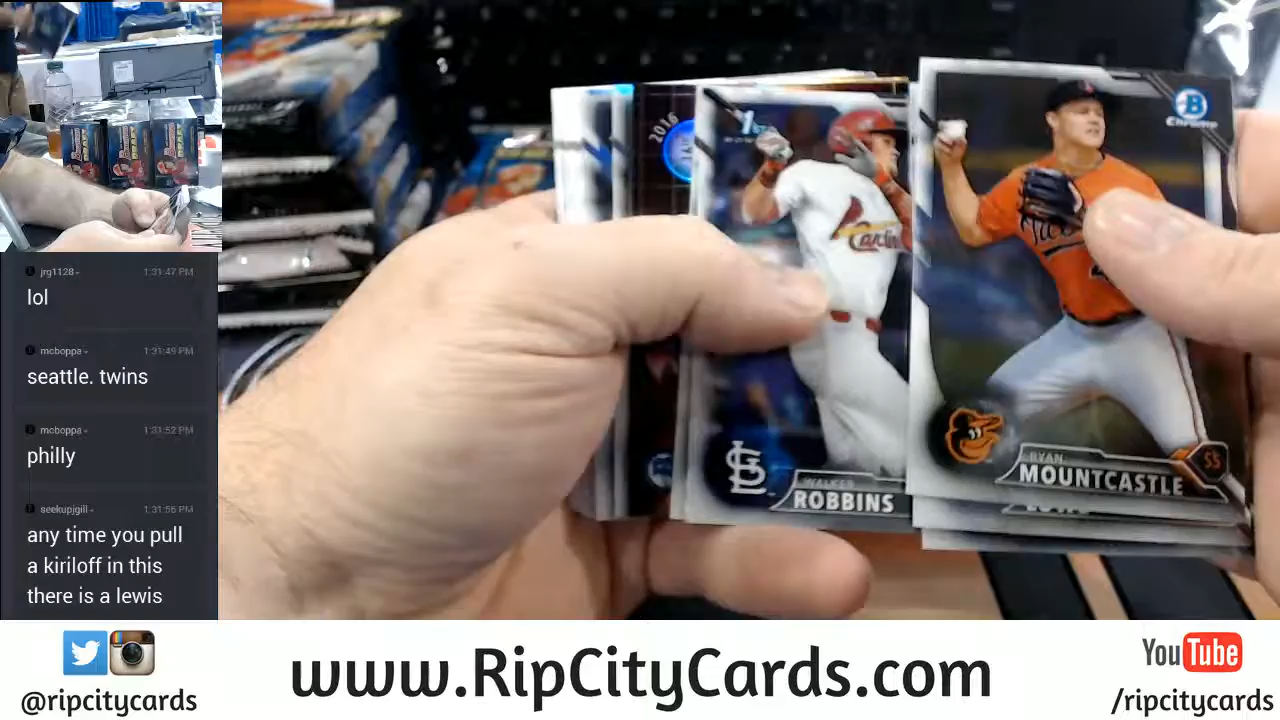 jrg1128
1:31:47 PM
lol
mcboppa
1:31:49 PM
seattle. twins
mcboppa
1:31:52 PM
philly
seekupjgill
1:31:56 PM
any time you pull
a kiriloff in this
there is a lewis
2016
1st
Cardin
WALKER
ROBBINS
B
Chrome
RYAN
MOUNTCASTLE
SS
@ripcitycards
www.RipCityCards.com
YouTube
/ripcitycards